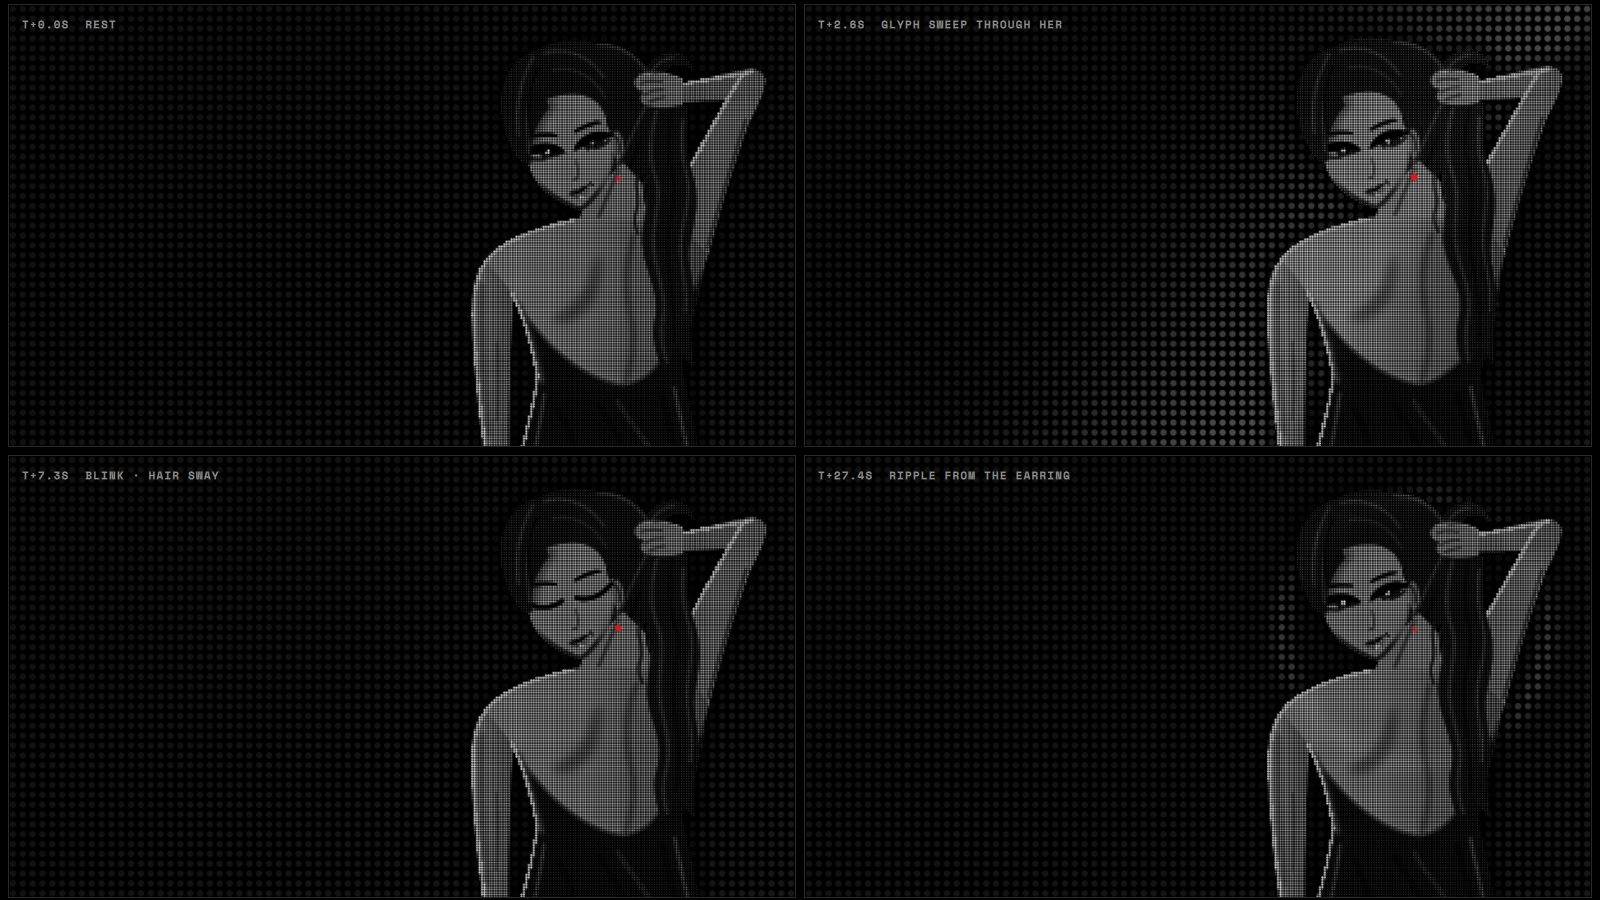 T+0.0S  REST
T+2.6S  GLYPH SWEEP THROUGH HER
T+7.3S  BLINK · HAIR SWAY
T+27.4S  RIPPLE FROM THE EARRING